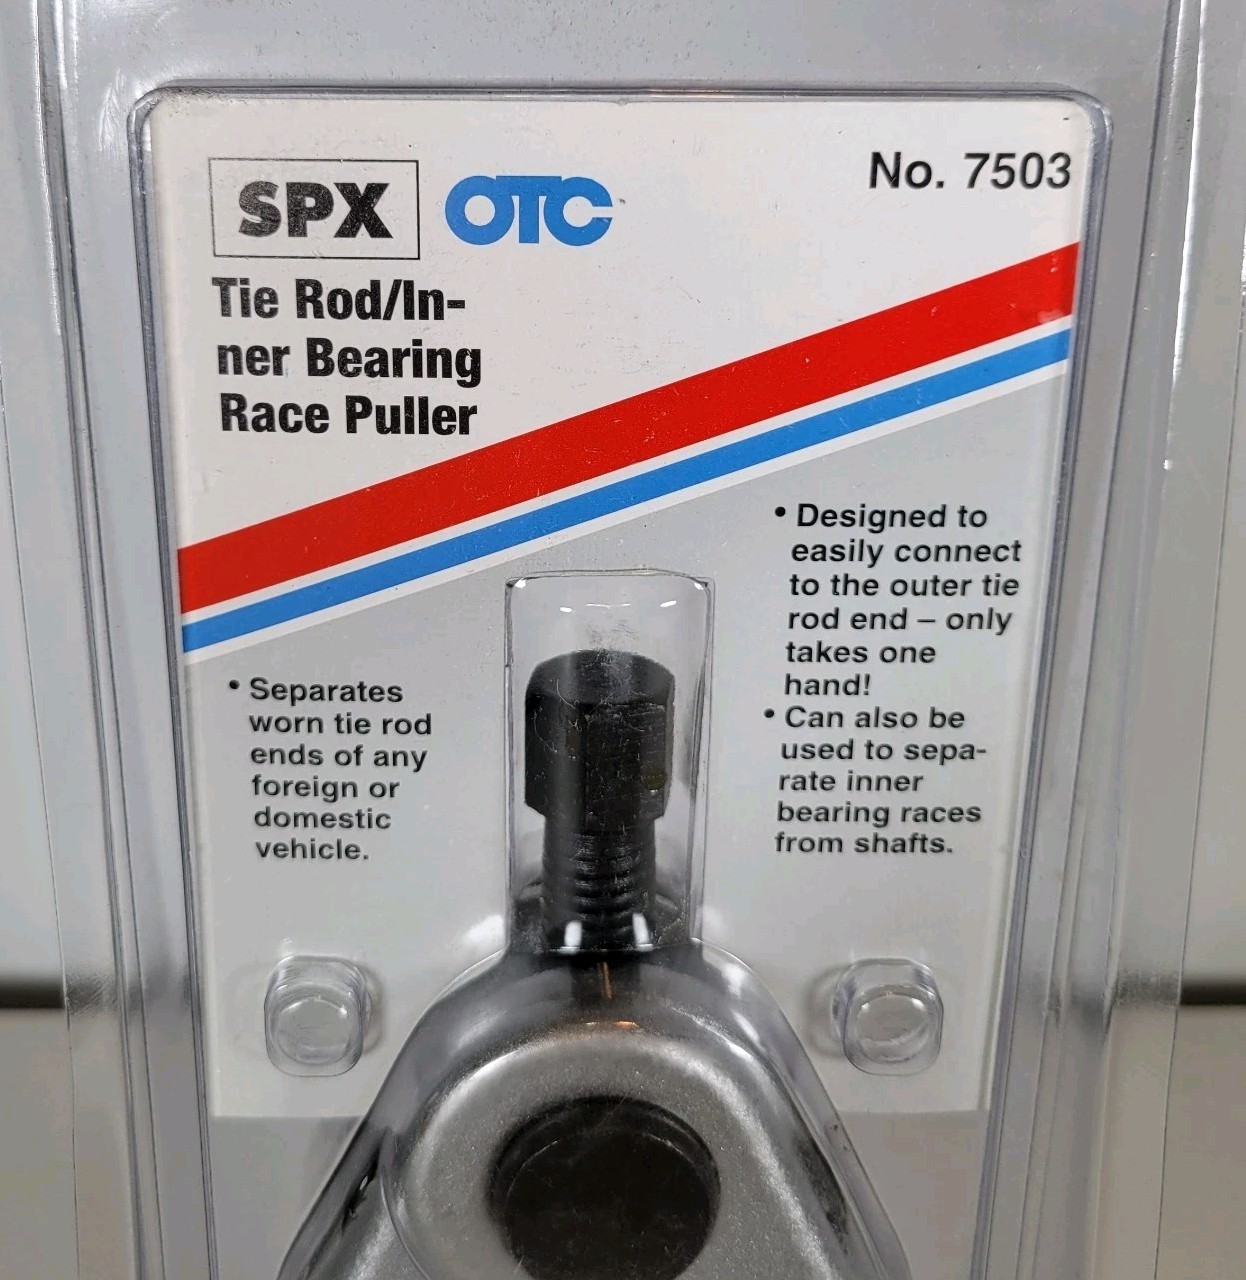 SPX OTC
No. 7503
Tie Rod/In-
ner Bearing
Race Puller
• Separates
worn tie rod
ends of any
foreign or
domestic
vehicle.
• Designed to
easily connect
to the outer tie
rod end – only
takes one
hand!
• Can also be
used to sepa-
rate inner
bearing races
from shafts.